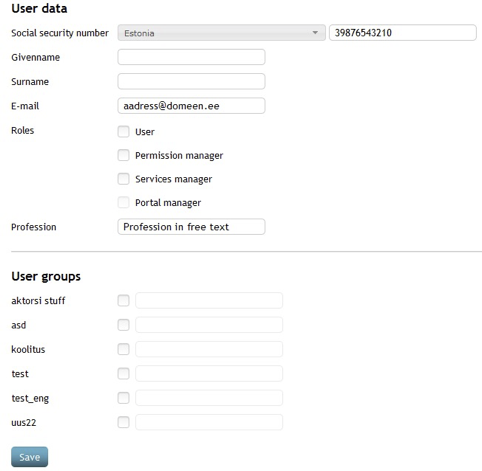 User data
Social security number Estonia 39876543210
Givenname
Surname
E-mail aadress@domeen.ee
Roles User
Permission manager
Services manager
Portal manager
Profession Profession in free text
User groups
aktorsi stuff
asd
koolitus
test
test_eng
uus22
Save